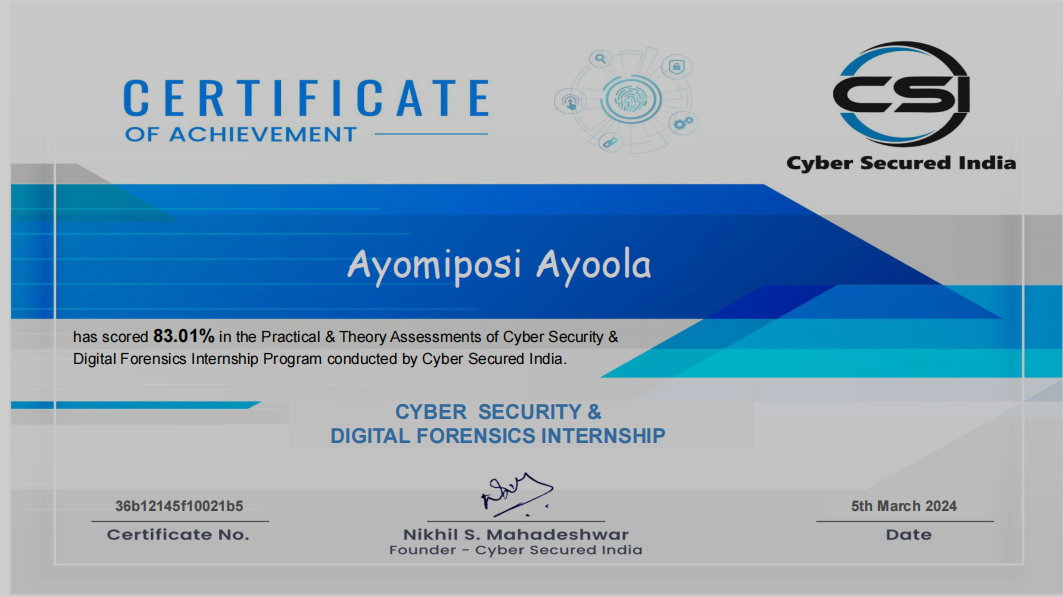 CERTIFICATE
OF ACHIEVEMENT
CSI
Cyber Secured India
Ayomiposi Ayoola
has scored 83.01% in the Practical & Theory Assessments of Cyber Security &
Digital Forensics Internship Program conducted by Cyber Secured India.
CYBER SECURITY &
DIGITAL FORENSICS INTERNSHIP
36b12145f10021b5
Certificate No.
Nikhil S. Mahadeshwar
Founder - Cyber Secured India
5th March 2024
Date